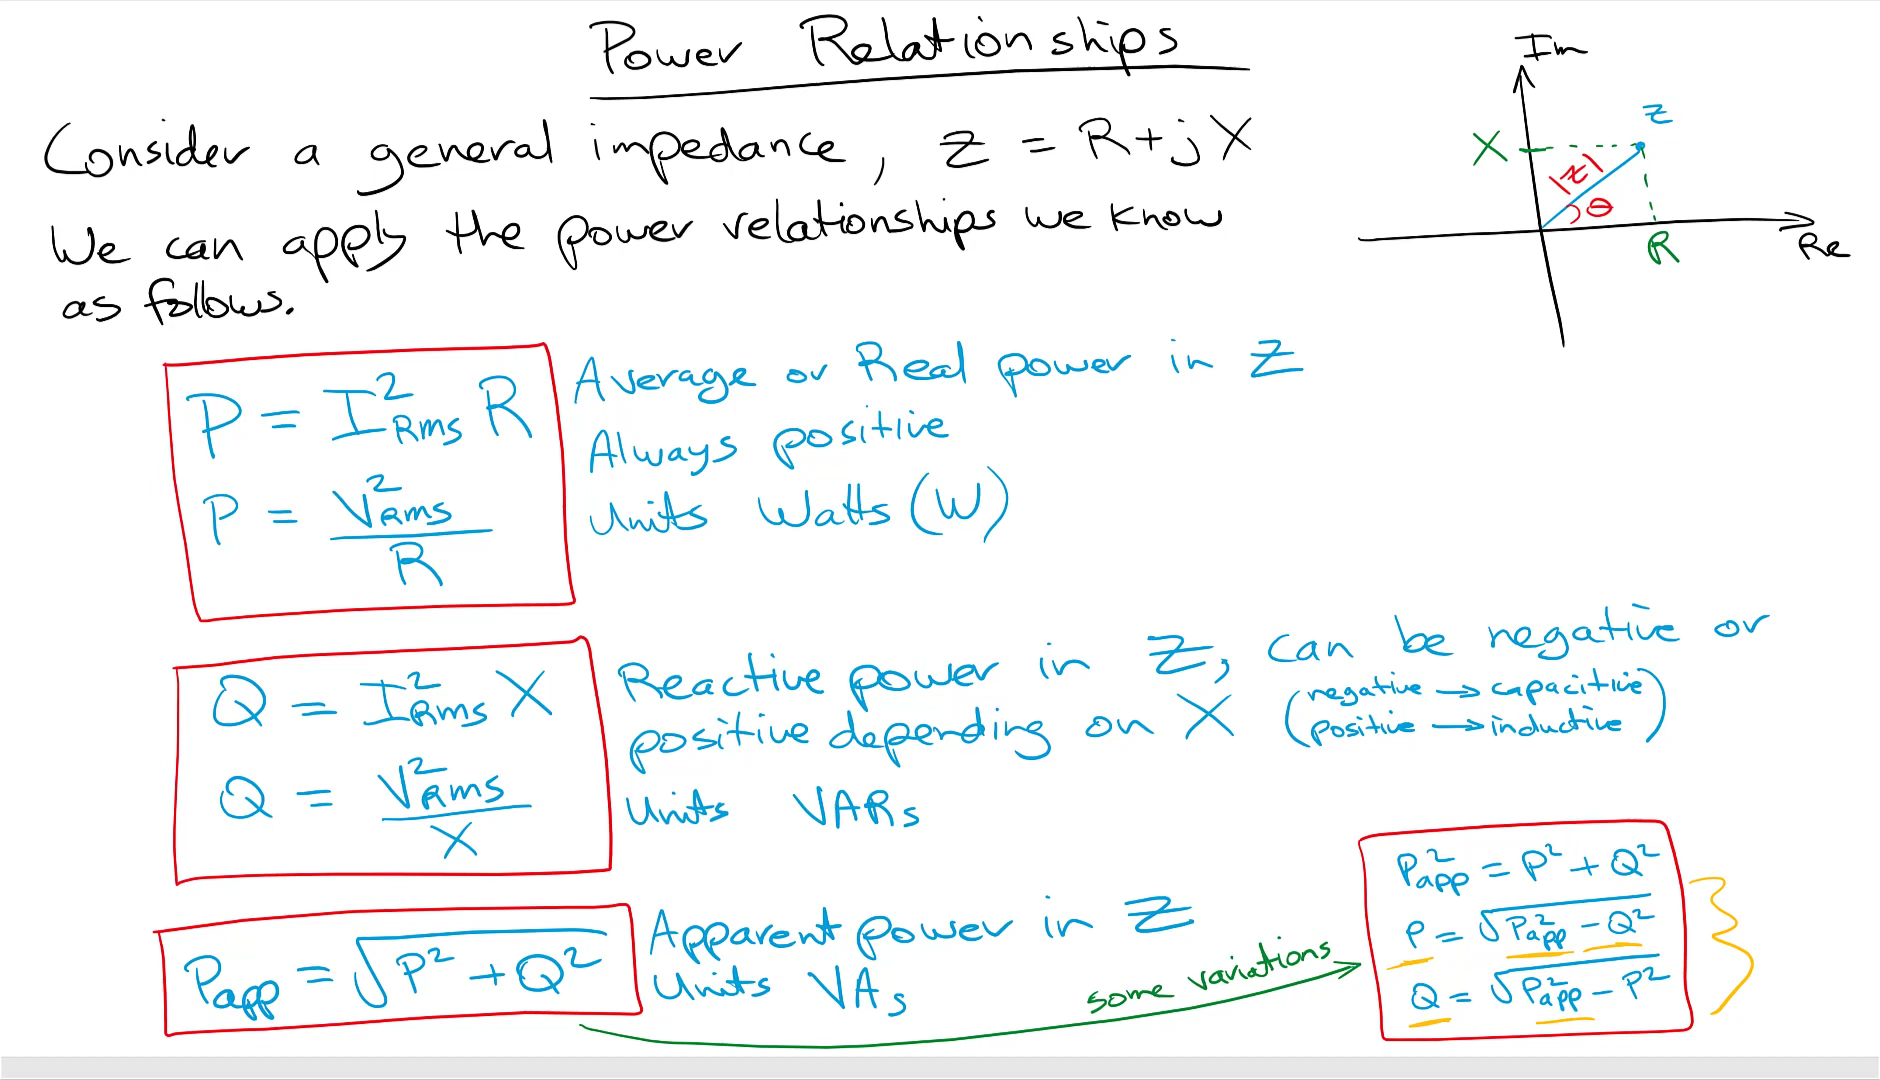 Power Relationships
Consider a general impedance, Z = R + jX
We can apply the power relationships we know
as follows.
Im
Z
X
|Z|
θ
R
Re
P = I²RMS R
P = V²RMS / R
Average or Real power in Z
Always positive
Units Watts (W)
Q = I²RMS X
Q = V²RMS / X
Reactive power in Z, can be negative or
positive depending on X
(negative → capacitive
positive → inductive)
Units VARs
Papp = √P² + Q²
Apparent power in Z
Units VAs
some variations
P²app = P² + Q²
P = √P²app - Q²
Q = √P²app - P²